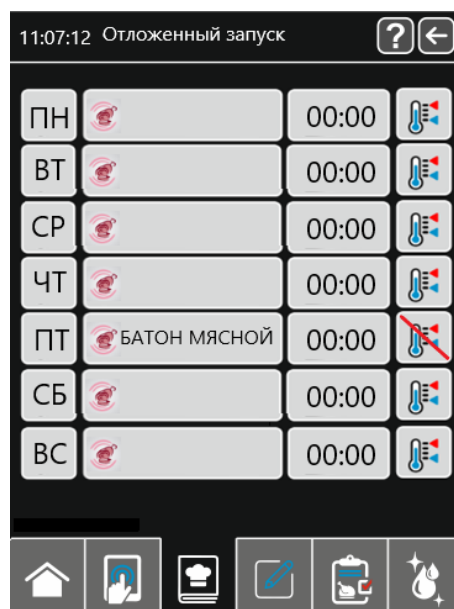 11:07:12 Отложенный запуск ?
ПН 00:00
ВТ 00:00
СР 00:00
ЧТ 00:00
ПТ БАТОН МЯСНОЙ 00:00
СБ 00:00
ВС 00:00